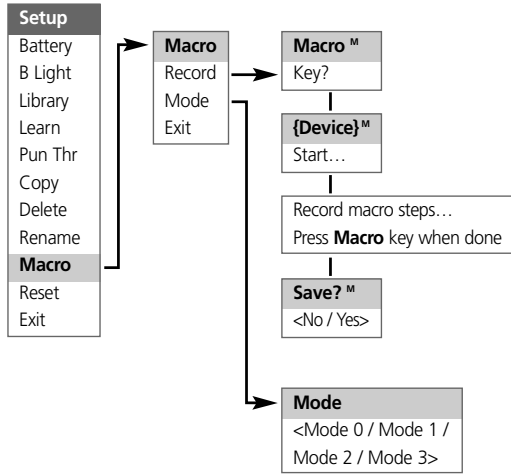 Setup
Battery
B Light
Library
Learn
Pun Thr
Copy
Delete
Rename
Macro
Reset
Exit
Macro
Record
Mode
Exit
Macro M
Key?
{Device} M
Start…
Record macro steps…
Press Macro key when done
Save? M
<No / Yes>
Mode
<Mode 0 / Mode 1 /
Mode 2 / Mode 3>